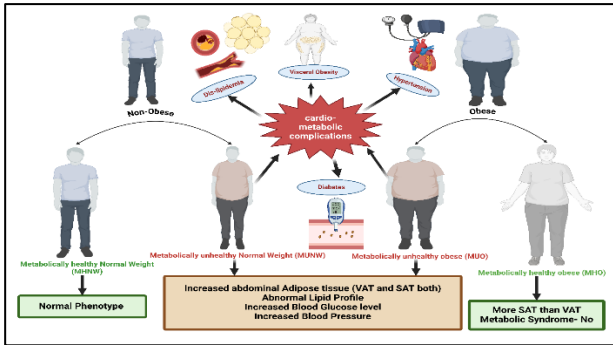 Visceral Obesity
Dis-lipidemia
Hypertension
Non-Obese
Obese
cardio-
metabolic
complications
Diabetes
Metabolically healthy Normal Weight
(MHNW)
Metabolically unhealthy Normal Weight (MUNW)
Metabolically unhealthy obese (MUO)
Metabolically healthy obese (MHO)
Normal Phenotype
Increased abdominal Adipose tissue (VAT and SAT both)
Abnormal Lipid Profile
Increased Blood Glucose level
Increased Blood Pressure
More SAT than VAT
Metabolic Syndrome- No